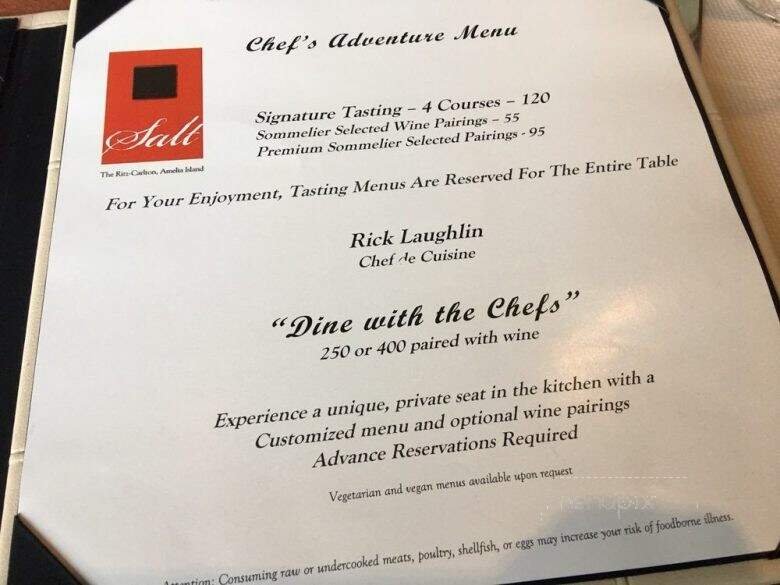 Chef's Adventure Menu
Salt
The Ritz-Carlton, Amelia Island
Signature Tasting – 4 Courses – 120
Sommelier Selected Wine Pairings – 55
Premium Sommelier Selected Pairings - 95
For Your Enjoyment, Tasting Menus Are Reserved For The Entire Table
Rick Laughlin
Chef de Cuisine
“Dine with the Chefs”
250 or 400 paired with wine
Experience a unique, private seat in the kitchen with a
Customized menu and optional wine pairings
Advance Reservations Required
Vegetarian and vegan menus available upon request
menupix
Attention: Consuming raw or undercooked meats, poultry, shellfish, or eggs may increase your risk of foodborne illness.